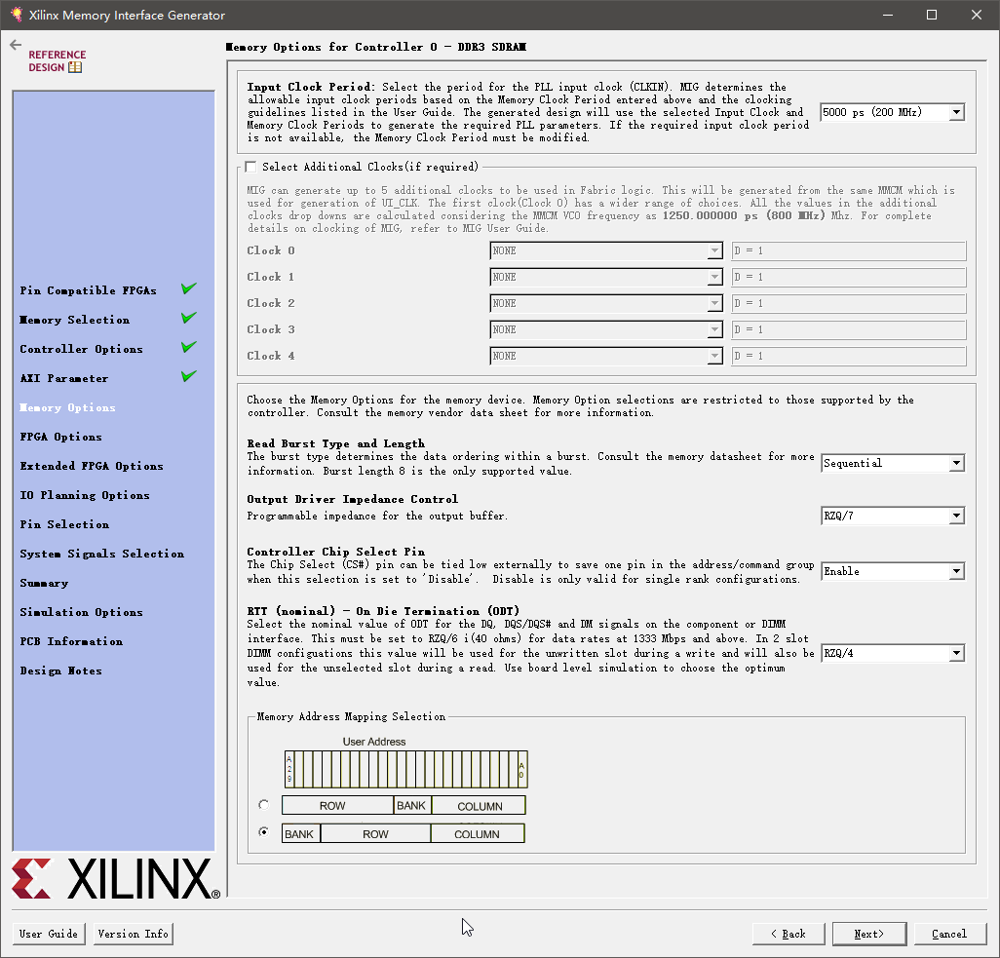 Xilinx Memory Interface Generator
REFERENCE
DESIGN
Memory Options for Controller 0 - DDR3 SDRAM
Input Clock Period: Select the period for the PLL input clock (CLKIN). MIG determines the
allowable input clock periods based on the Memory Clock Period entered above and the clocking
guidelines listed in the User Guide. The generated design will use the selected Input Clock and
Memory Clock Periods to generate the required PLL parameters. If the required input clock period
is not available, the Memory Clock Period must be modified.
5000 ps (200 MHz)
Select Additional Clocks(if required)
MIG can generate up to 5 additional clocks to be used in Fabric logic. This will be generated from the same MMCM which is
used for generation of UI_CLK. The first clock(Clock 0) has a wider range of choices. All the values in the additional
clocks drop downs are calculated considering the MMCM VCO frequency as 1250.000000 ps (800 MHz) Mhz. For complete
details on clocking of MIG, refer to MIG User Guide.
Clock 0 NONE D = 1
Clock 1 NONE D = 1
Clock 2 NONE D = 1
Clock 3 NONE D = 1
Clock 4 NONE D = 1
Pin Compatible FPGAs
Memory Selection
Controller Options
AXI Parameter
Memory Options
FPGA Options
Extended FPGA Options
IO Planning Options
Pin Selection
System Signals Selection
Summary
Simulation Options
PCB Information
Design Notes
Choose the Memory Options for the memory device. Memory Option selections are restricted to those supported by the
controller. Consult the memory vendor data sheet for more information.
Read Burst Type and Length
The burst type determines the data ordering within a burst. Consult the memory datasheet for more
information. Burst length 8 is the only supported value.
Sequential
Output Driver Impedance Control
Programmable impedance for the output buffer.
RZQ/7
Controller Chip Select Pin
The Chip Select (CS#) pin can be tied low externally to save one pin in the address/command group
when this selection is set to 'Disable'. Disable is only valid for single rank configurations.
Enable
RTT (nominal) - On Die Termination (ODT)
Select the nominal value of ODT for the DQ, DQS/DQS# and DM signals on the component or DIMM
interface. This must be set to RZQ/6 i(40 ohms) for data rates at 1333 Mbps and above. In 2 slot
DIMM configuations this value will be used for the unwritten slot during a write and will also be
used for the unselected slot during a read. Use board level simulation to choose the optimum
value.
RZQ/4
Memory Address Mapping Selection
User Address
A29
A0
ROW BANK COLUMN
BANK ROW COLUMN
XILINX®
User Guide
Version Info
< Back
Next>
Cancel